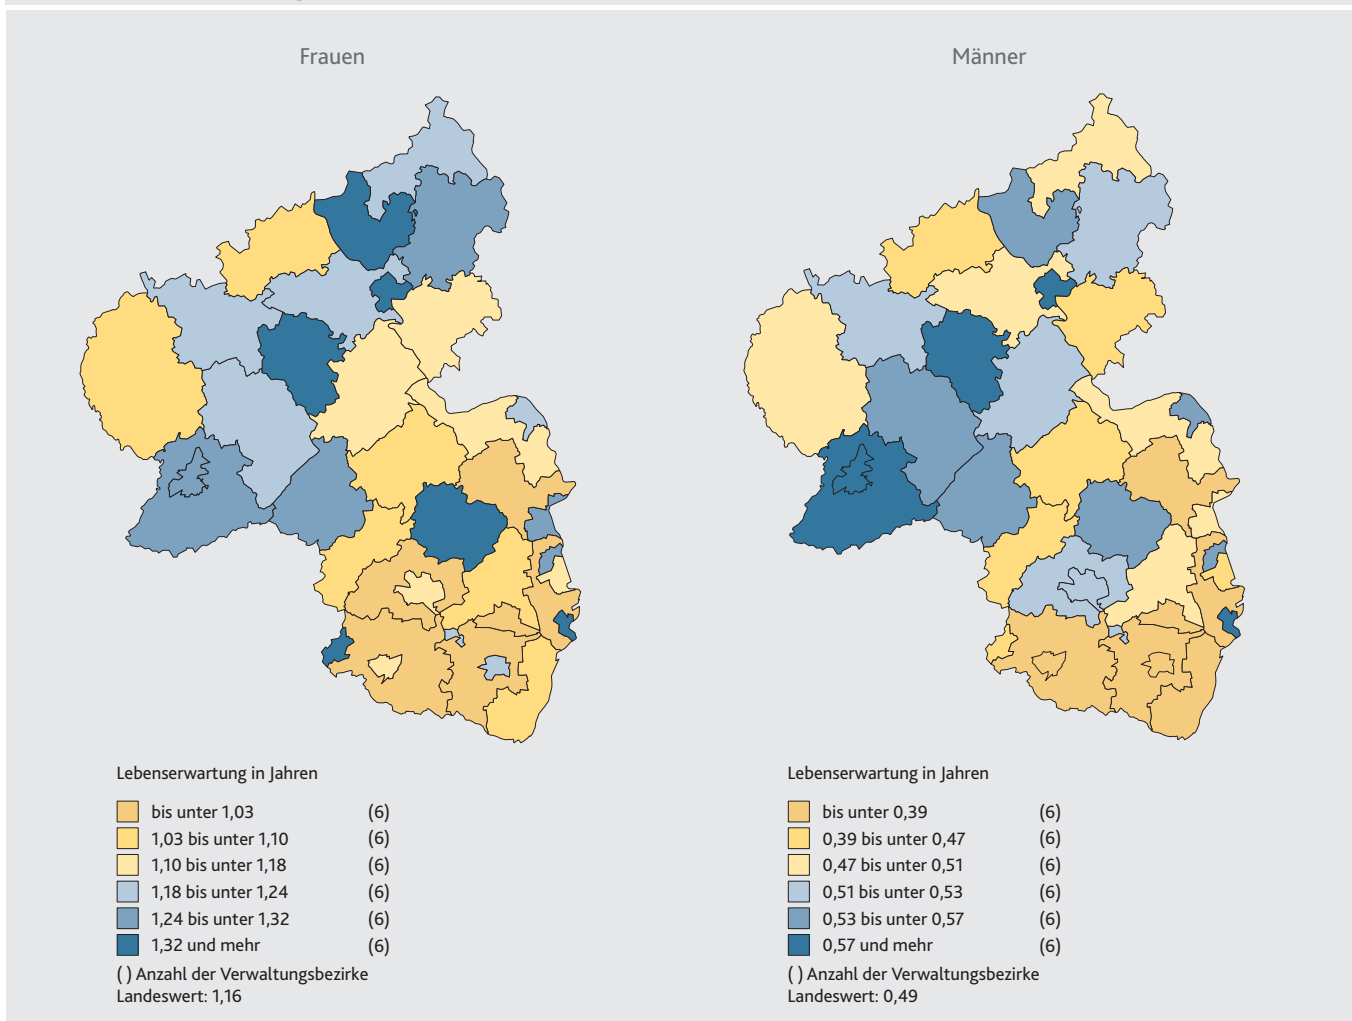 Frauen
Männer
Lebenserwartung in Jahren
bis unter 1,03 (6)
1,03 bis unter 1,10 (6)
1,10 bis unter 1,18 (6)
1,18 bis unter 1,24 (6)
1,24 bis unter 1,32 (6)
1,32 und mehr (6)
( ) Anzahl der Verwaltungsbezirke
Landeswert: 1,16
Lebenserwartung in Jahren
bis unter 0,39 (6)
0,39 bis unter 0,47 (6)
0,47 bis unter 0,51 (6)
0,51 bis unter 0,53 (6)
0,53 bis unter 0,57 (6)
0,57 und mehr (6)
( ) Anzahl der Verwaltungsbezirke
Landeswert: 0,49